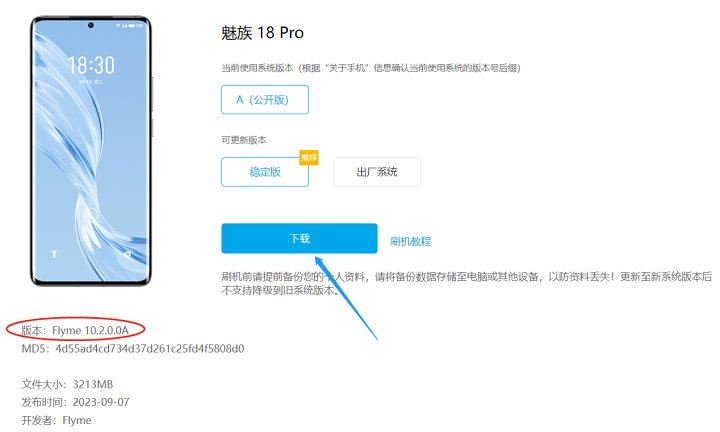 18:30
魅族 18 Pro
当前使用系统版本（根据“关于手机”信息确认当前使用系统的版本号后缀）
A（公开版）
可更新版本
推荐
稳定版
出厂系统
下载
刷机教程
刷机前请提前备份您的个人资料，请将备份数据存储至电脑或其他设备，以防资料丢失！更新至新系统版本后
不支持降级到旧系统版本。
版本：Flyme 10.2.0.0A
MD5：4d55ad4cd734d37d261c25fd4f5808d0
文件大小：3213MB
发布时间：2023-09-07
开发者：Flyme